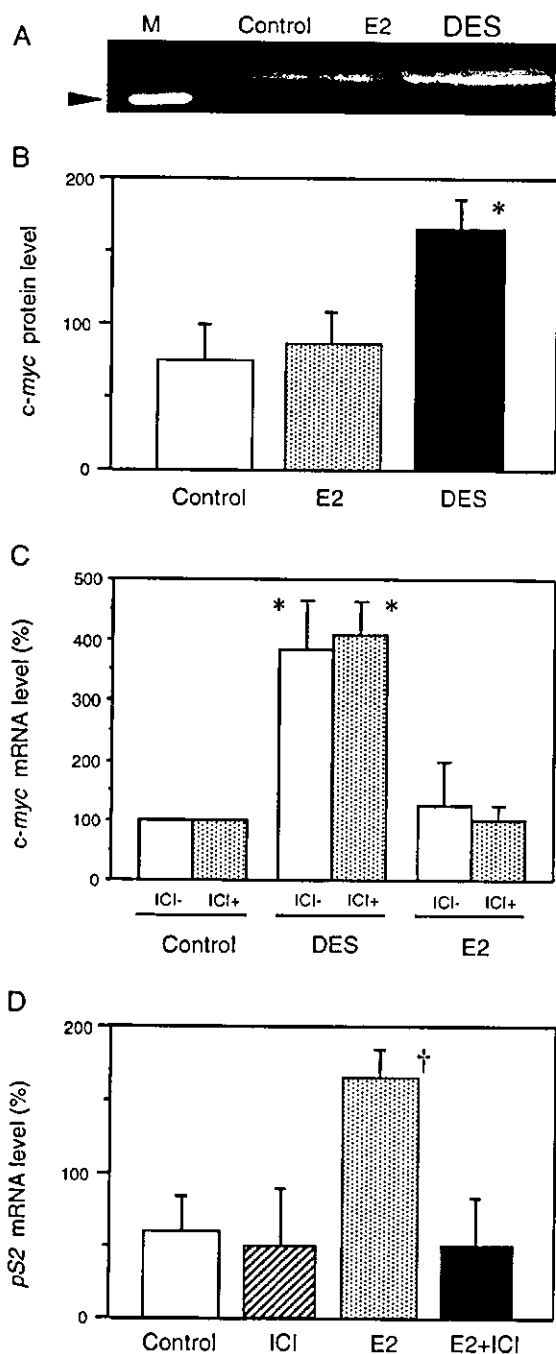 A
M Control E2 DES
B
200
100
0
c-myc protein level
*
Control E2 DES
C
500
400
300
200
100
0
c-myc mRNA level (%)
* *
ICI- ICI+ ICI- ICI+ ICI- ICI+
Control DES E2
D
200
100
0
pS2 mRNA level (%)
†
Control ICI E2 E2+ICI